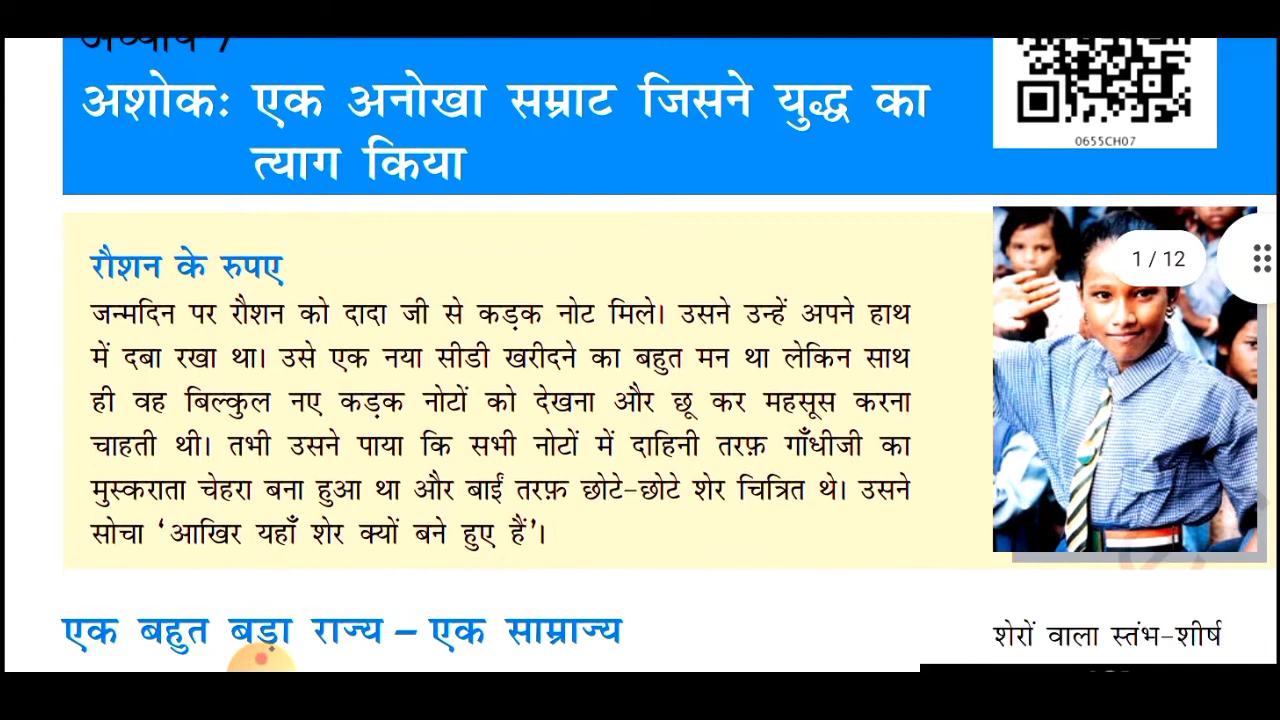 अध्याय 7
अशोक: एक अनोखा सम्राट जिसने युद्ध का
त्याग किया
0655CH07
1 / 12
रौशन के रुपए
जन्मदिन पर रौशन को दादा जी से कड़क नोट मिले। उसने उन्हें अपने हाथ
में दबा रखा था। उसे एक नया सीडी खरीदने का बहुत मन था लेकिन साथ
ही वह बिल्कुल नए कड़क नोटों को देखना और छू कर महसूस करना
चाहती थी। तभी उसने पाया कि सभी नोटों में दाहिनी तरफ़ गाँधीजी का
मुस्कराता चेहरा बना हुआ था और बाईं तरफ़ छोटे-छोटे शेर चित्रित थे। उसने
सोचा ‘आखिर यहाँ शेर क्यों बने हुए हैं’।
एक बहुत बड़ा राज्य – एक साम्राज्य
शेरों वाला स्तंभ-शीर्ष